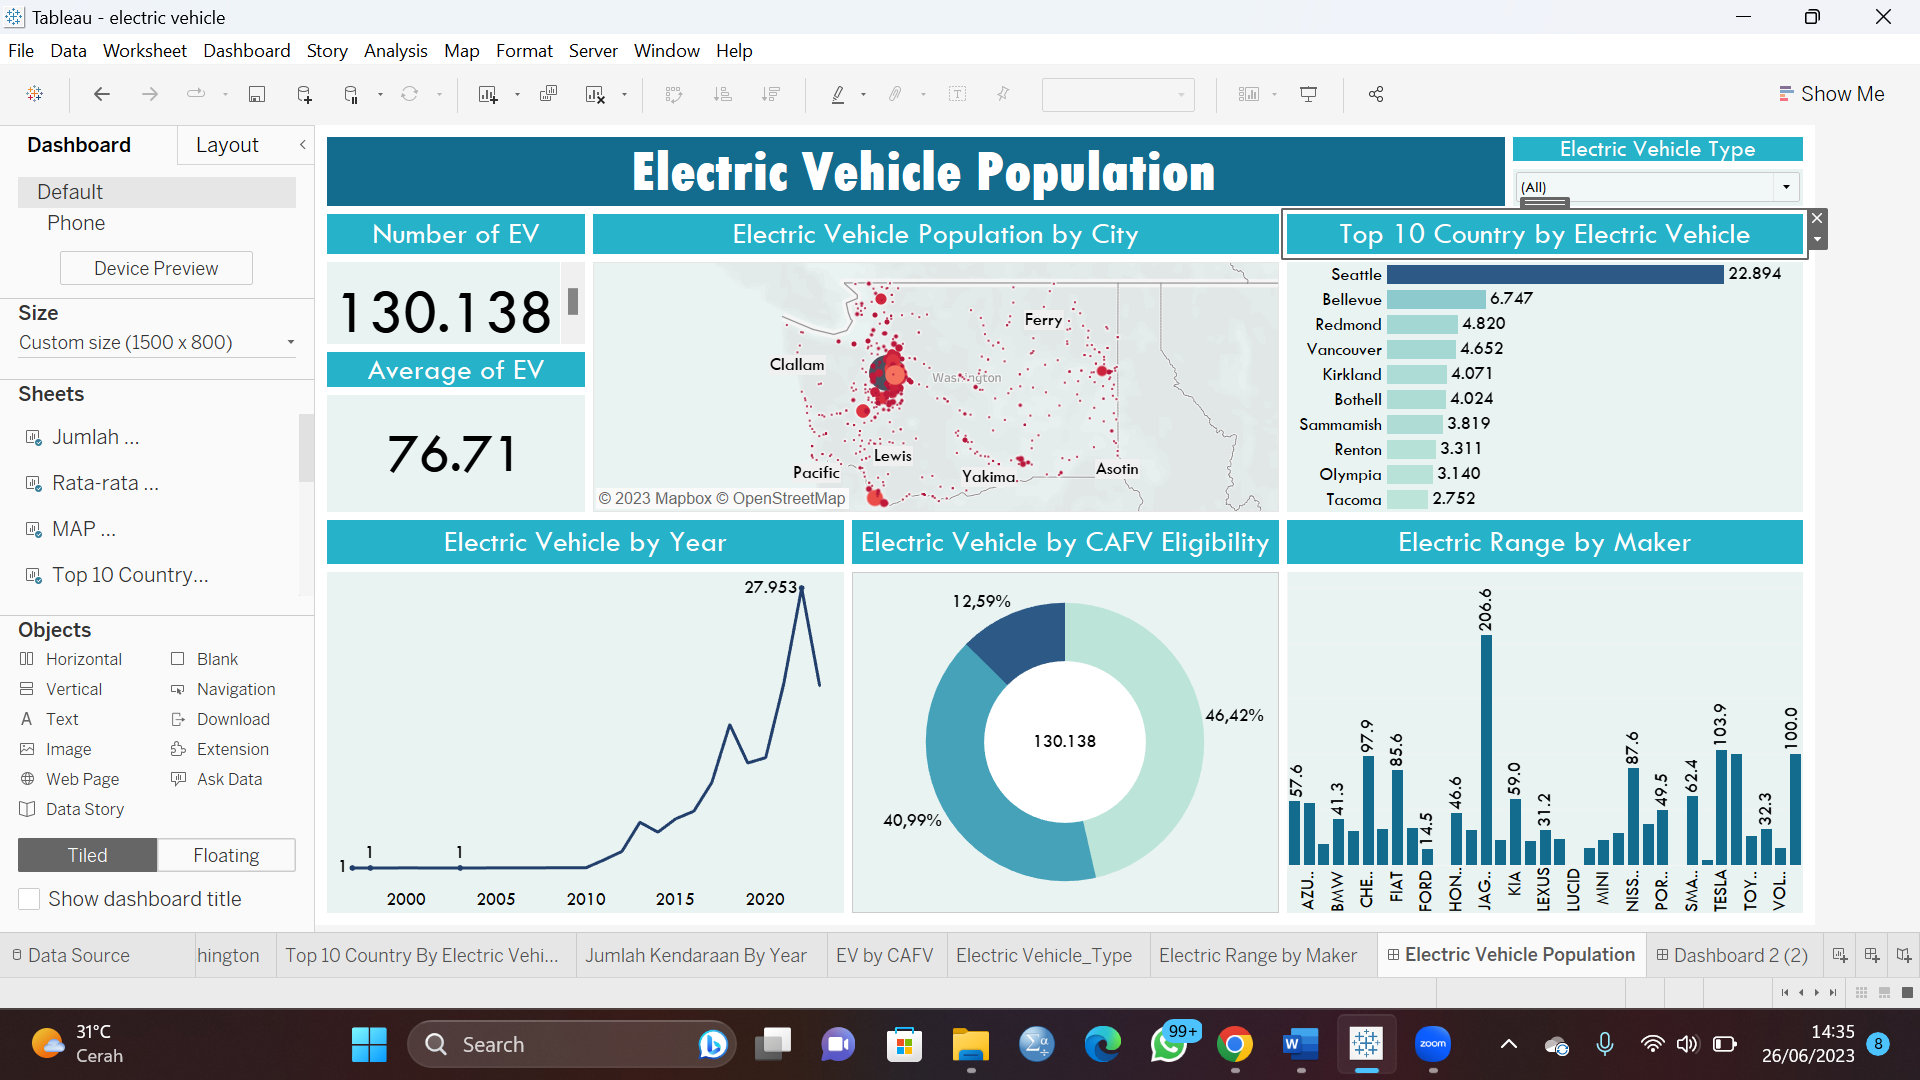 Tableau - electric vehicle
File Data Worksheet Dashboard Story Analysis Map Format Server Window Help
Show Me
Dashboard
Layout
Default
Phone
Device Preview
Size
Custom size (1500 x 800)
Sheets
Jumlah ...
Rata-rata ...
MAP ...
Top 10 Country...
Objects
Horizontal
Blank
Vertical
Navigation
Text
Download
Image
Extension
Web Page
Ask Data
Data Story
Tiled
Floating
Show dashboard title
Electric Vehicle Population
Electric Vehicle Type
(All)
Number of EV
130.138
Average of EV
76.71
Electric Vehicle Population by City
Ferry
Clallam
Washington
Lewis
Pacific
Yakima
Asotin
© 2023 Mapbox © OpenStreetMap
Top 10 Country by Electric Vehicle
Seattle 22.894
Bellevue 6.747
Redmond 4.820
Vancouver 4.652
Kirkland 4.071
Bothell 4.024
Sammamish 3.819
Renton 3.311
Olympia 3.140
Tacoma 2.752
Electric Vehicle by Year
27.953
1
1
1
2000 2005 2010 2015 2020
Electric Vehicle by CAFV Eligibility
12,59%
46,42%
40,99%
130.138
Electric Range by Maker
57.6
41.3
97.9
85.6
14.5
46.6
206.6
59.0
31.2
87.6
49.5
62.4
103.9
32.3
100.0
AZU..
BMW
CHE..
FIAT
FORD
HON..
JAG..
KIA
LEXUS
LUCID
MINI
NISS..
POR..
SMA..
TESLA
TOY..
VOL..
Data Source
hington
Top 10 Country By Electric Vehi...
Jumlah Kendaraan By Year
EV by CAFV
Electric Vehicle_Type
Electric Range by Maker
Electric Vehicle Population
Dashboard 2 (2)
31°C
Cerah
Search
99+
zoom
14:35
26/06/2023
8